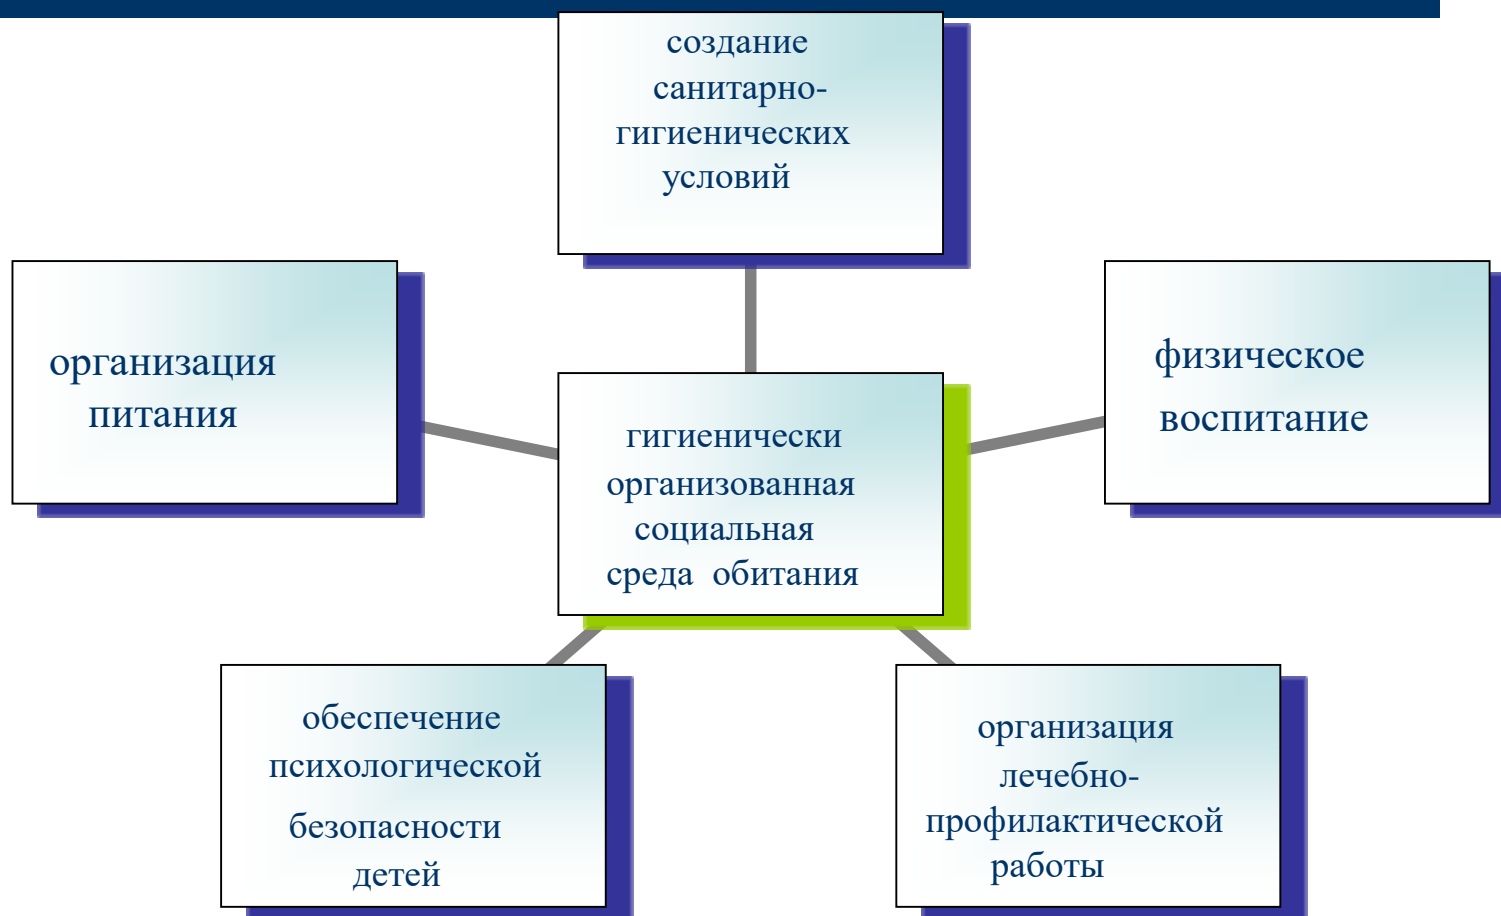 создание
санитарно-
гигиенических
условий
организация
питания
физическое
воспитание
гигиенически
организованная
социальная
среда обитания
обеспечение
психологической
безопасности
детей
организация
лечебно-
профилактической
работы